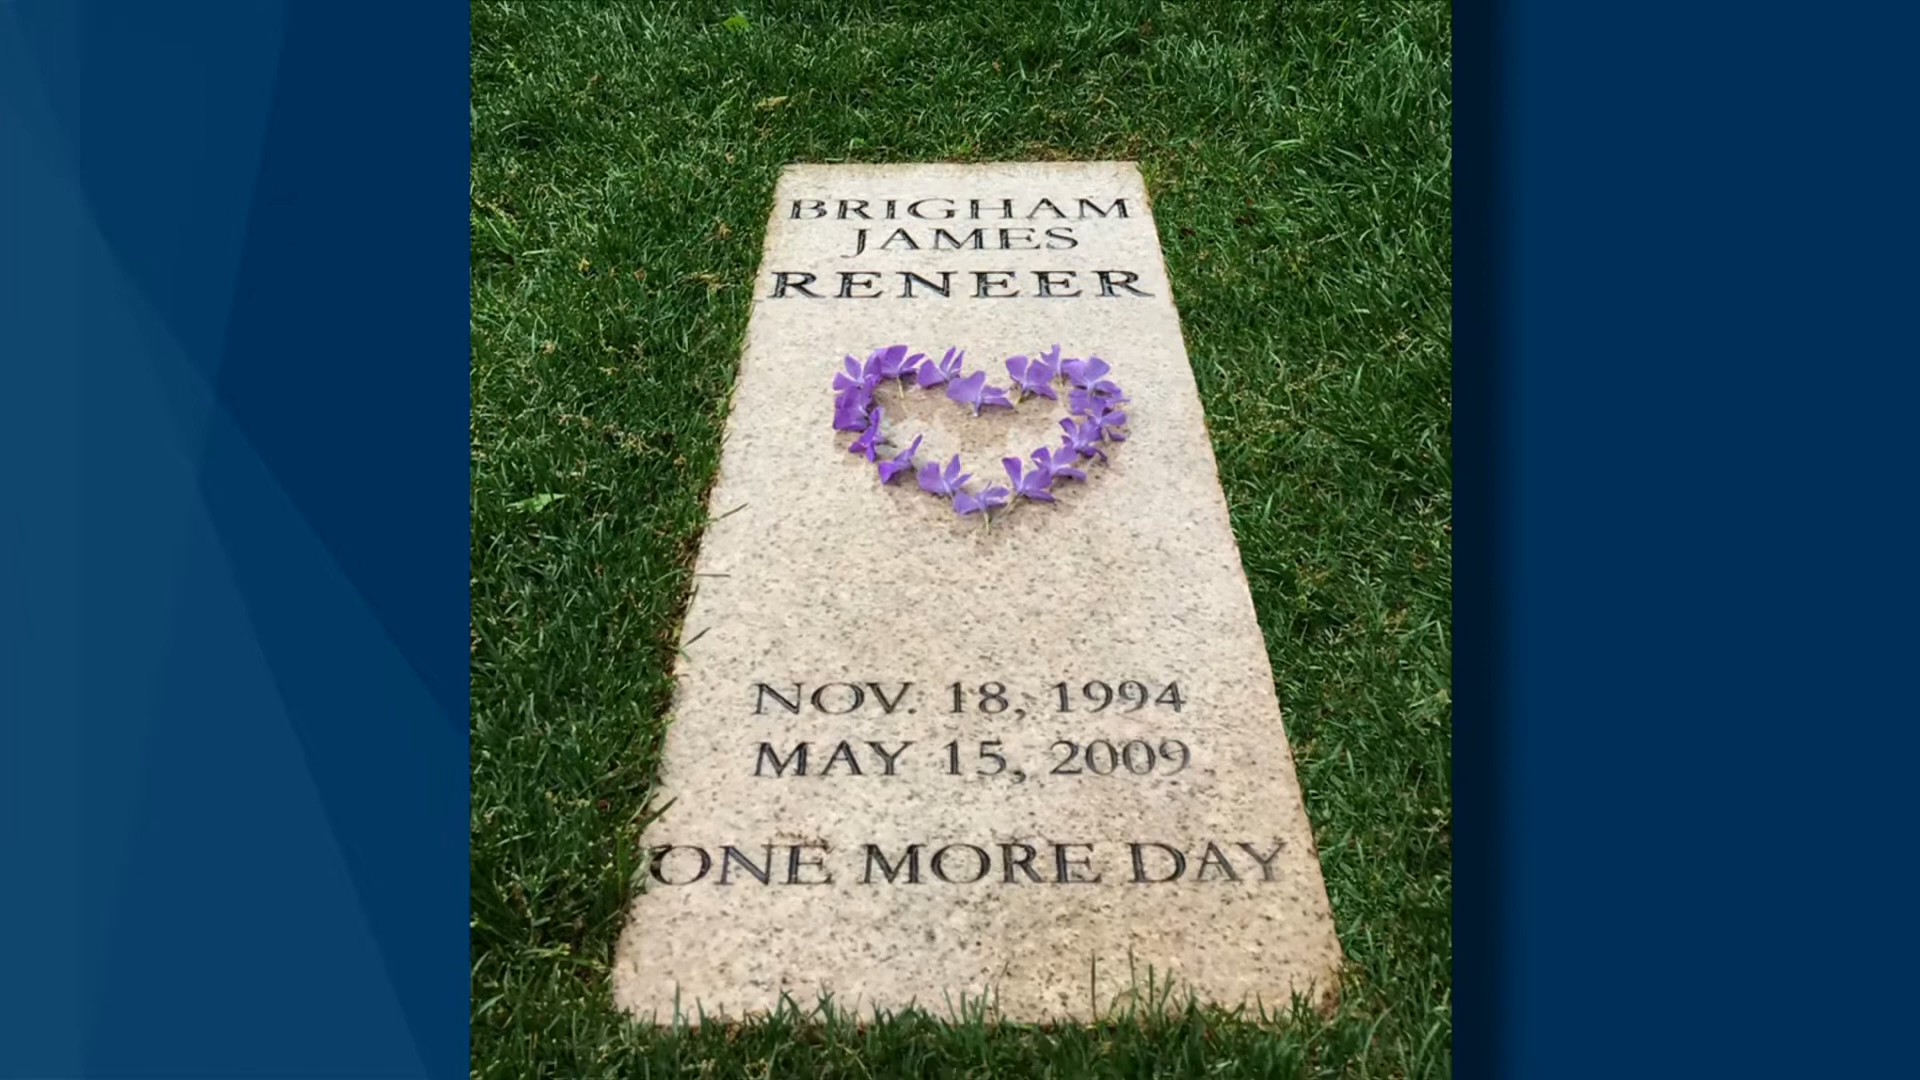 BRIGHAM
JAMES
RENEER
NOV. 18, 1994
MAY 15, 2009
ONE MORE DAY